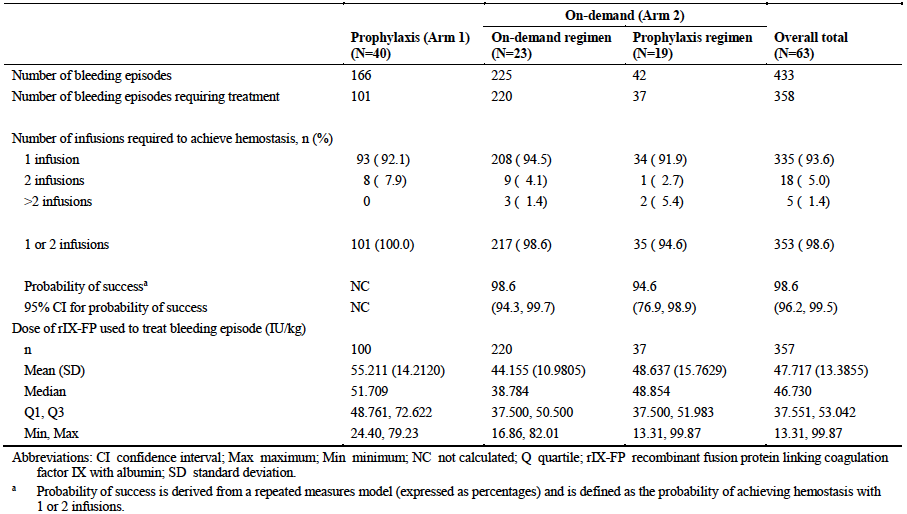 On-demand (Arm 2)
Prophylaxis (Arm 1) On-demand regimen Prophylaxis regimen Overall total
(N=40) (N=23) (N=19) (N=63)
Number of bleeding episodes 166 225 42 433
Number of bleeding episodes requiring treatment 101 220 37 358
Number of infusions required to achieve hemostasis, n (%)
1 infusion 93 ( 92.1) 208 ( 94.5) 34 ( 91.9) 335 ( 93.6)
2 infusions 8 ( 7.9) 9 ( 4.1) 1 ( 2.7) 18 ( 5.0)
>2 infusions 0 3 ( 1.4) 2 ( 5.4) 5 ( 1.4)
1 or 2 infusions 101 (100.0) 217 ( 98.6) 35 ( 94.6) 353 ( 98.6)
Probability of successa NC 98.6 94.6 98.6
95% CI for probability of success NC (94.3, 99.7) (76.9, 98.9) (96.2, 99.5)
Dose of rIX-FP used to treat bleeding episode (IU/kg)
n 100 220 37 357
Mean (SD) 55.211 (14.2120) 44.155 (10.9805) 48.637 (15.7629) 47.717 (13.3855)
Median 51.709 38.784 48.854 46.730
Q1, Q3 48.761, 72.622 37.500, 50.500 37.500, 51.983 37.551, 53.042
Min, Max 24.40, 79.23 16.86, 82.01 13.31, 99.87 13.31, 99.87
Abbreviations: CI confidence interval; Max maximum; Min minimum; NC not calculated; Q quartile; rIX-FP recombinant fusion protein linking coagulation
factor IX with albumin; SD standard deviation.
a Probability of success is derived from a repeated measures model (expressed as percentages) and is defined as the probability of achieving hemostasis with
1 or 2 infusions.